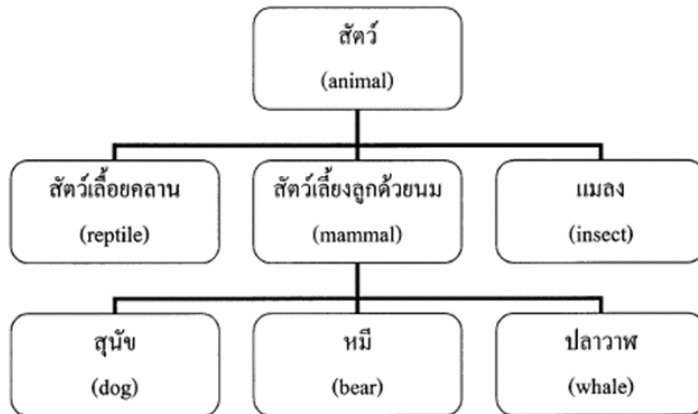 สัตว์
(animal)
สัตว์เลื้อยคลาน
(reptile)
สัตว์เลี้ยงลูกด้วยนม
(mammal)
แมลง
(insect)
สุนัข
(dog)
หมี
(bear)
ปลาวาฬ
(whale)